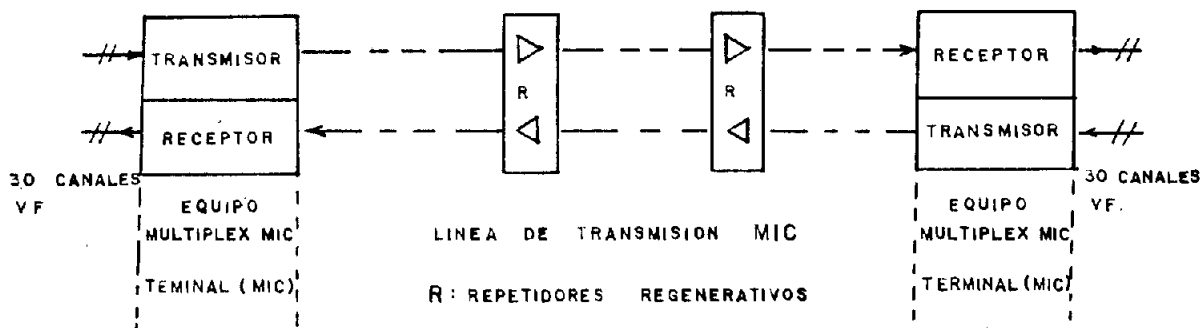 TRANSMISOR
RECEPTOR
R
R
RECEPTOR
TRANSMISOR
30 CANALES
VF
EQUIPO
MULTIPLEX MIC
TEMINAL (MIC)
LINEA DE TRANSMISION MIC
R: REPETIDORES REGENERATIVOS
EQUIPO
MULTIPLEX MIC
TERMINAL (MIC)
30 CANALES
VF.